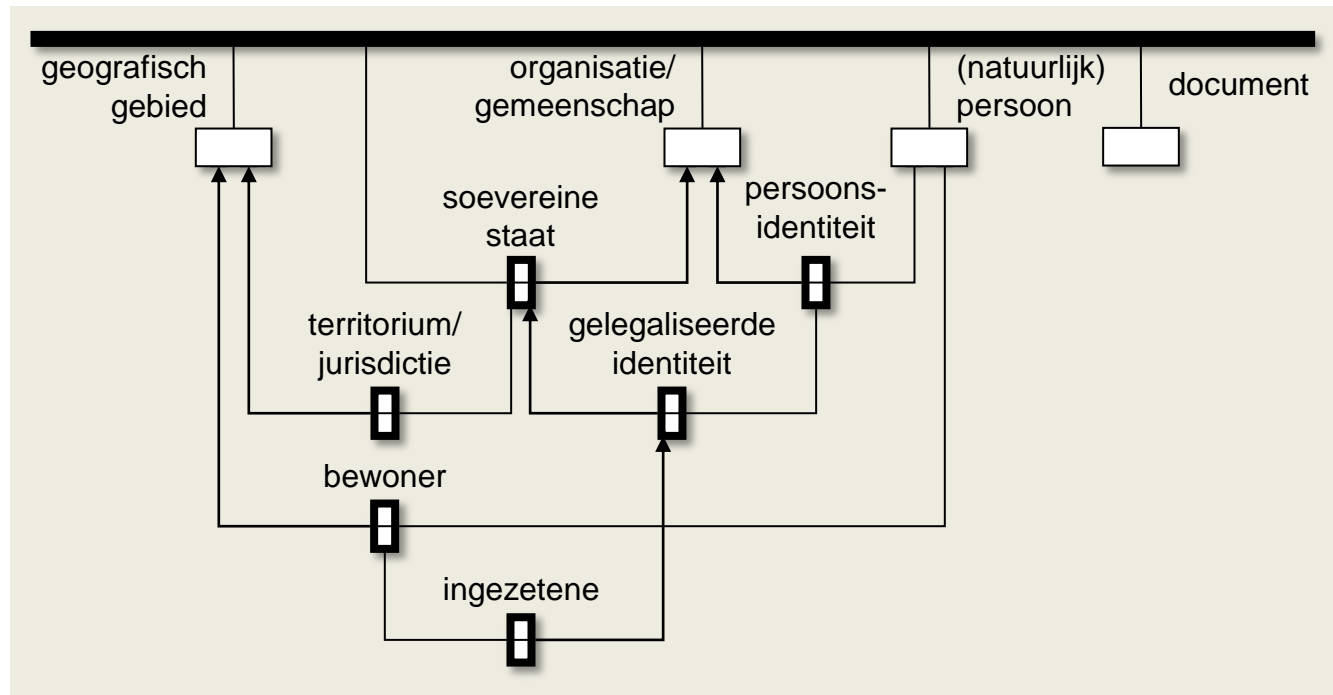 geografisch
gebied
organisatie/
gemeenschap
(natuurlijk)
persoon
document
soevereine
staat
persoons-
identiteit
territorium/
jurisdictie
gelegaliseerde
identiteit
bewoner
ingezetene